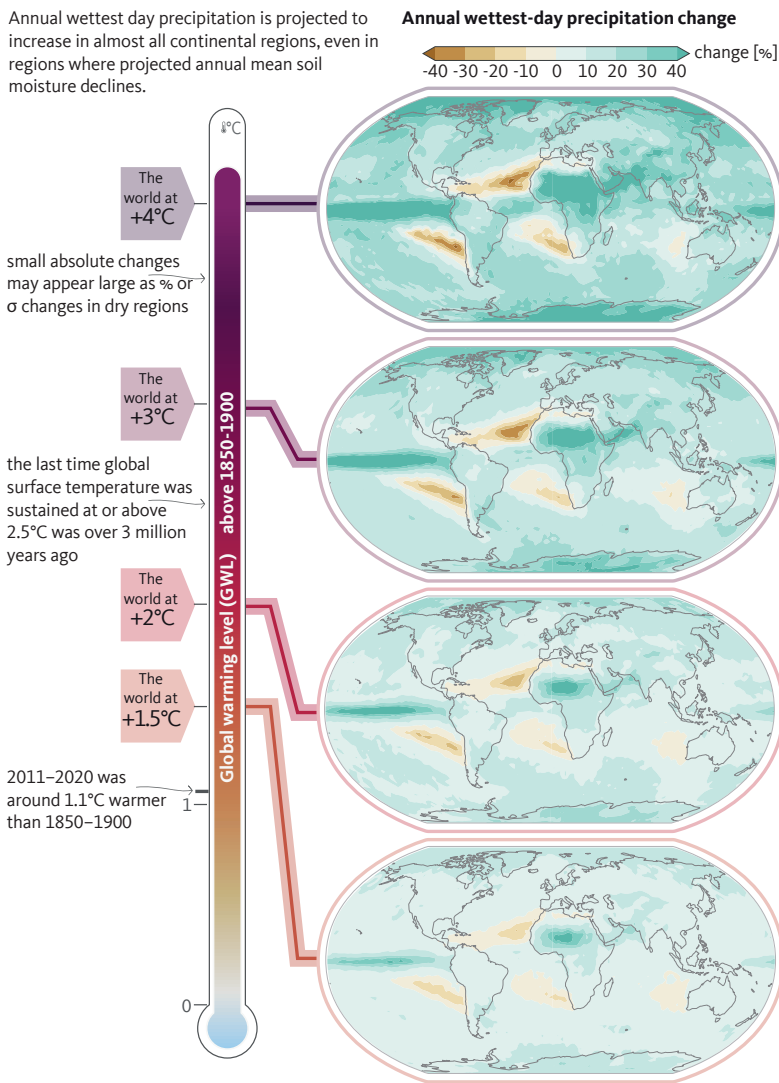 Annual wettest day precipitation is projected to
increase in almost all continental regions, even in
regions where projected annual mean soil
moisture declines.
Annual wettest-day precipitation change
change [%]
-40 -30 -20 -10 0 10 20 30 40
°C
The
world at
+4°C
small absolute changes
may appear large as % or
σ changes in dry regions
The
world at
+3°C
the last time global
surface temperature was
sustained at or above
2.5°C was over 3 million
years ago
The
world at
+2°C
The
world at
+1.5°C
2011–2020 was
around 1.1°C warmer
than 1850–1900
1
0
Global warming level (GWL) above 1850-1900